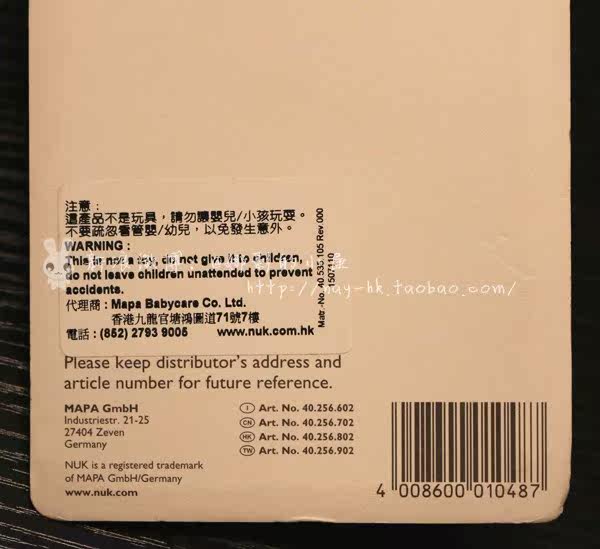 注意：
這產品不是玩具，請勿讓嬰兒/小孩玩耍。
不要疏忽看管嬰/幼兒，以免發生意外。
WARNING :
This is not a toy, do not give it to children,
do not leave children unattended to prevent
accidents.
代理商 : Mapa Babycare Co. Ltd.
香港九龍官塘鴻圖道71號7樓
電話 : (852) 2793 9005 www.nuk.com.hk
Matr.-No. 40.535.105 Rev.000
1507110
http://nay-hk.taobao.com/
Please keep distributor's address and
article number for future reference.
MAPA GmbH
Industriestr. 21-25
27404 Zeven
Germany
NUK is a registered trademark
of MAPA GmbH/Germany
www.nuk.com
I Art. No. 40.256.602
CN Art. No. 40.256.702
HK Art. No. 40.256.802
TW Art. No. 40.256.902
4 008600 010487